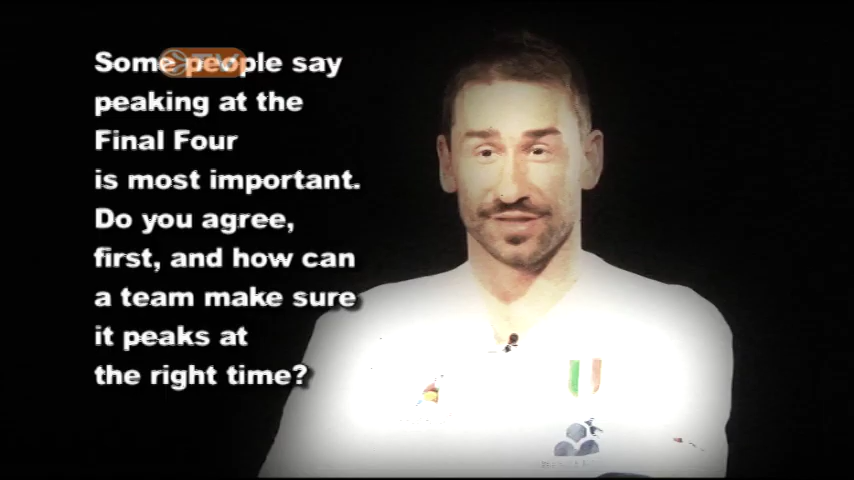 Some people say
peaking at the
Final Four
is most important.
Do you agree,
first, and how can
a team make sure
it peaks at
the right time?
TV